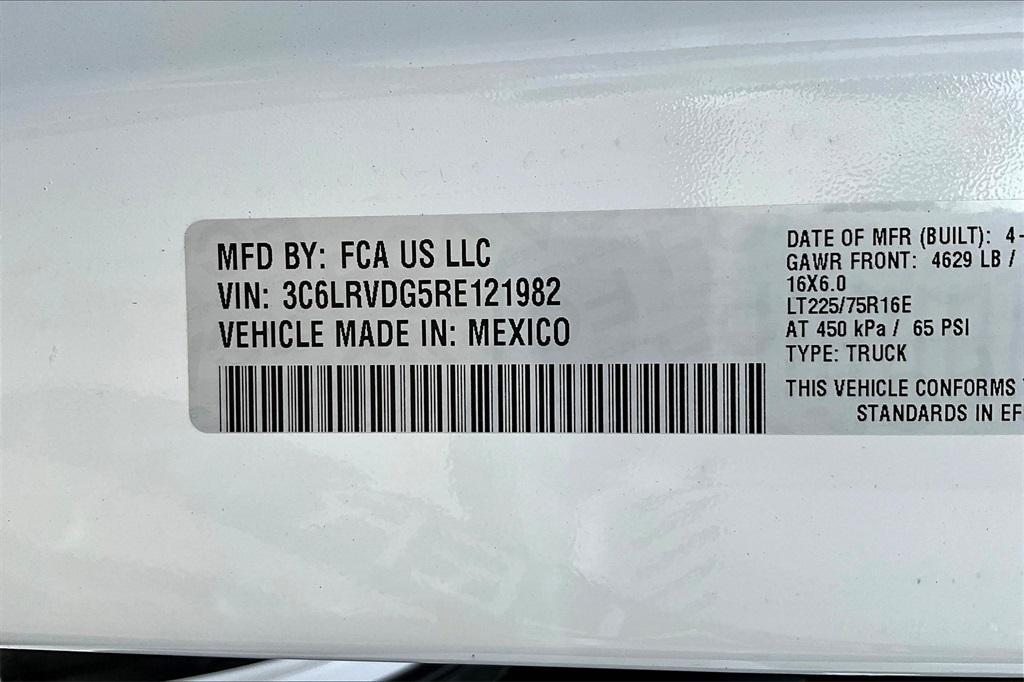 MFD BY: FCA US LLC
VIN: 3C6LRVDG5RE121982
VEHICLE MADE IN: MEXICO
DATE OF MFR (BUILT): 4-
GAWR FRONT: 4629 LB /
16X6.0
LT225/75R16E
AT 450 kPa / 65 PSI
TYPE: TRUCK
THIS VEHICLE CONFORMS
STANDARDS IN EF